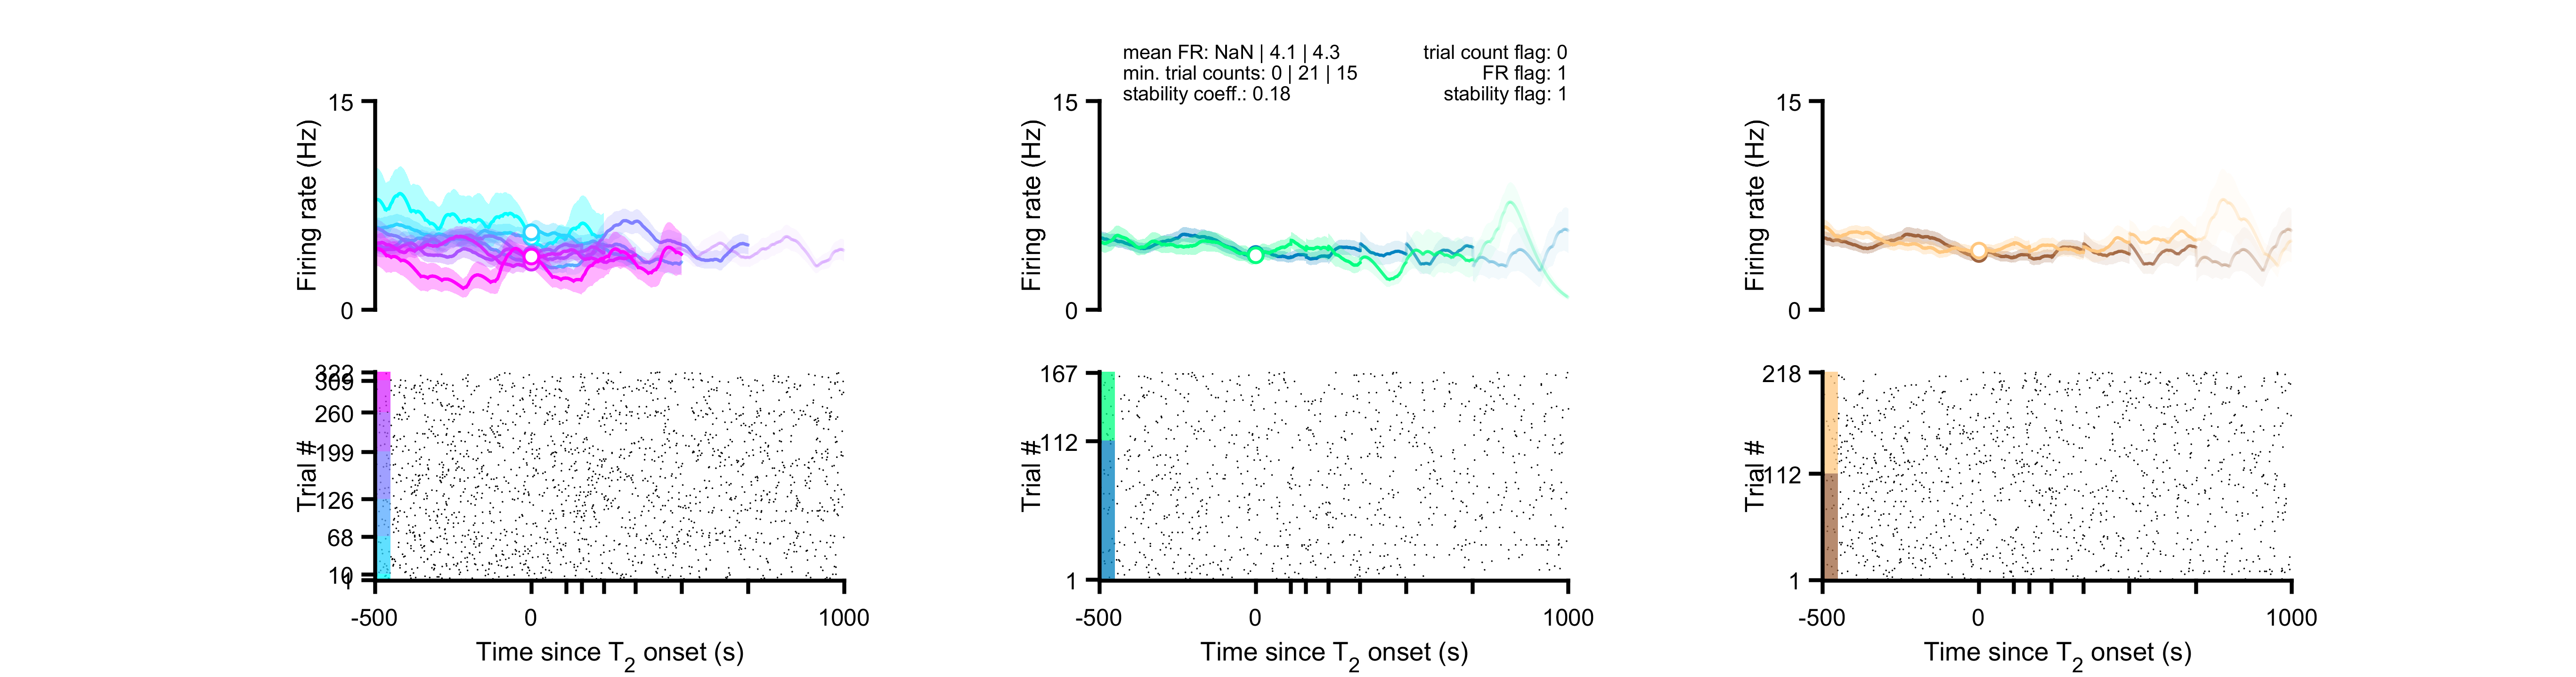 mean FR: NaN | 4.1 | 4.3
min. trial counts: 0 | 21 | 15
stability coeff.: 0.18
trial count flag: 0
FR flag: 1
stability flag: 1
15
Firing rate (Hz)
0
15
Firing rate (Hz)
0
15
Firing rate (Hz)
0
322
309
260
199
126
68
10
1
Trial #
-500
0
1000
Time since T2 onset (s)
167
112
1
Trial #
-500
0
1000
Time since T2 onset (s)
218
112
1
Trial #
-500
0
1000
Time since T2 onset (s)